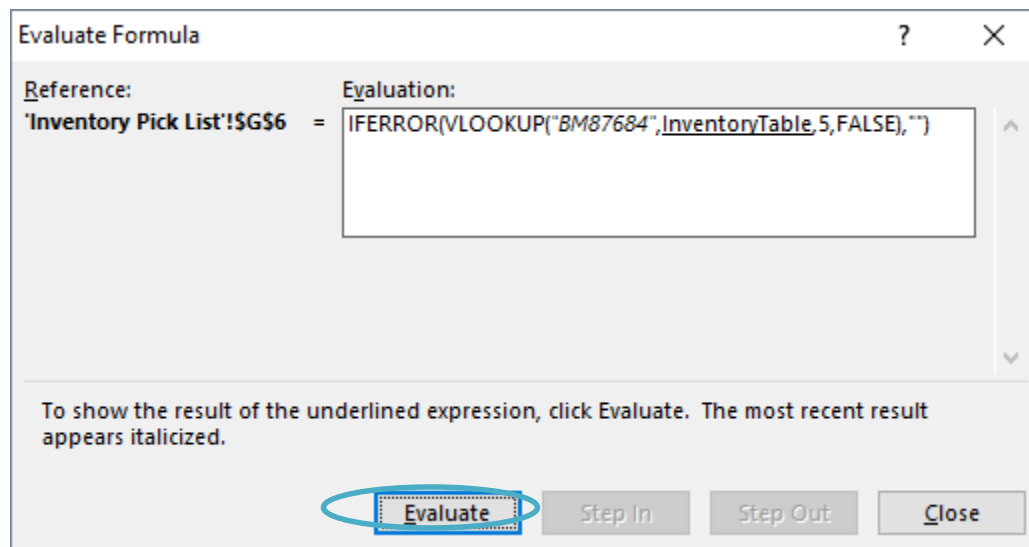 Evaluate Formula ?
Reference: Evaluation:
'Inventory Pick List'!$G$6 = IFERROR(VLOOKUP("BM87684",InventoryTable,5,FALSE),"")
To show the result of the underlined expression, click Evaluate. The most recent result
appears italicized.
Evaluate Step In Step Out Close